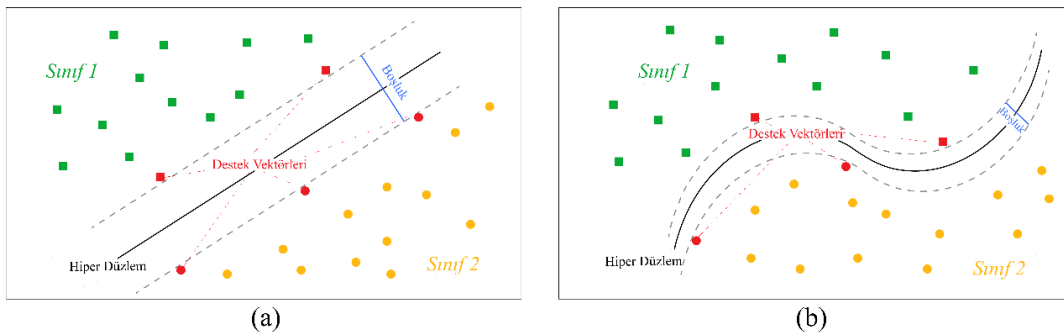 Sınıf 1
Boşluk
Destek Vektörleri
Hiper Düzlem
Sınıf 2
(a)
Sınıf 1
Boşluk
Destek Vektörleri
Hiper Düzlem
Sınıf 2
(b)